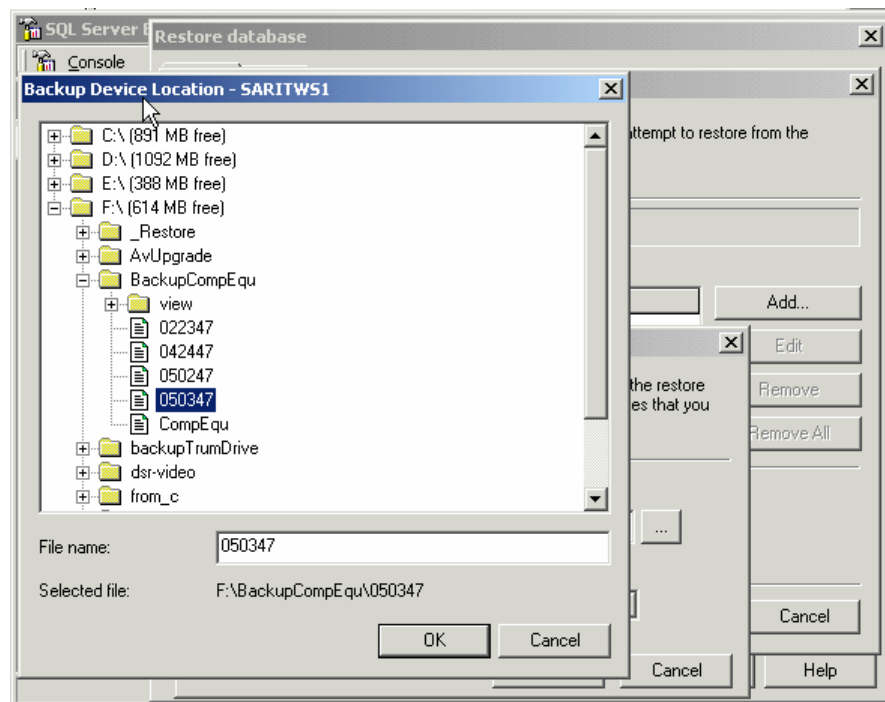 SQL Server E
Restore database
Console
Backup Device Location - SARITWS1
C:\ (891 MB free)
D:\ (1092 MB free)
E:\ (388 MB free)
F:\ (614 MB free)
_Restore
AvUpgrade
BackupCompEqu
view
022347
042447
050247
050347
CompEqu
backupTrumDrive
dsr-video
from_c
File name:
050347
Selected file:
F:\BackupCompEqu\050347
OK
Cancel
attempt to restore from the
Add...
Edit
Remove
Remove All
the restore
es that you
...
Cancel
Cancel
Help